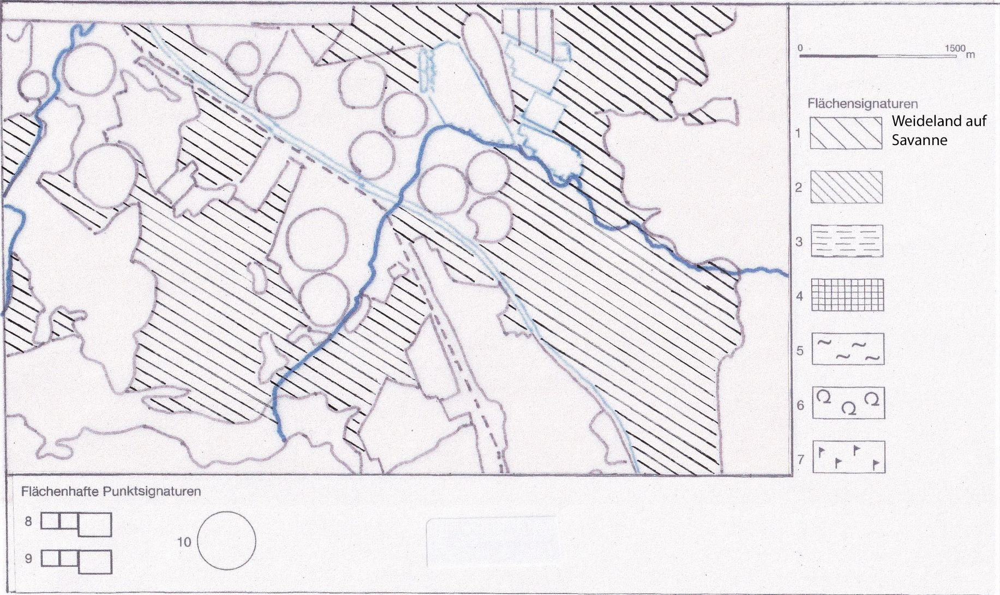 0 1500 m
Flächensignaturen
1 Weideland auf
Savanne
2
3
4
5
6
7
Flächenhafte Punktsignaturen
8
9
10